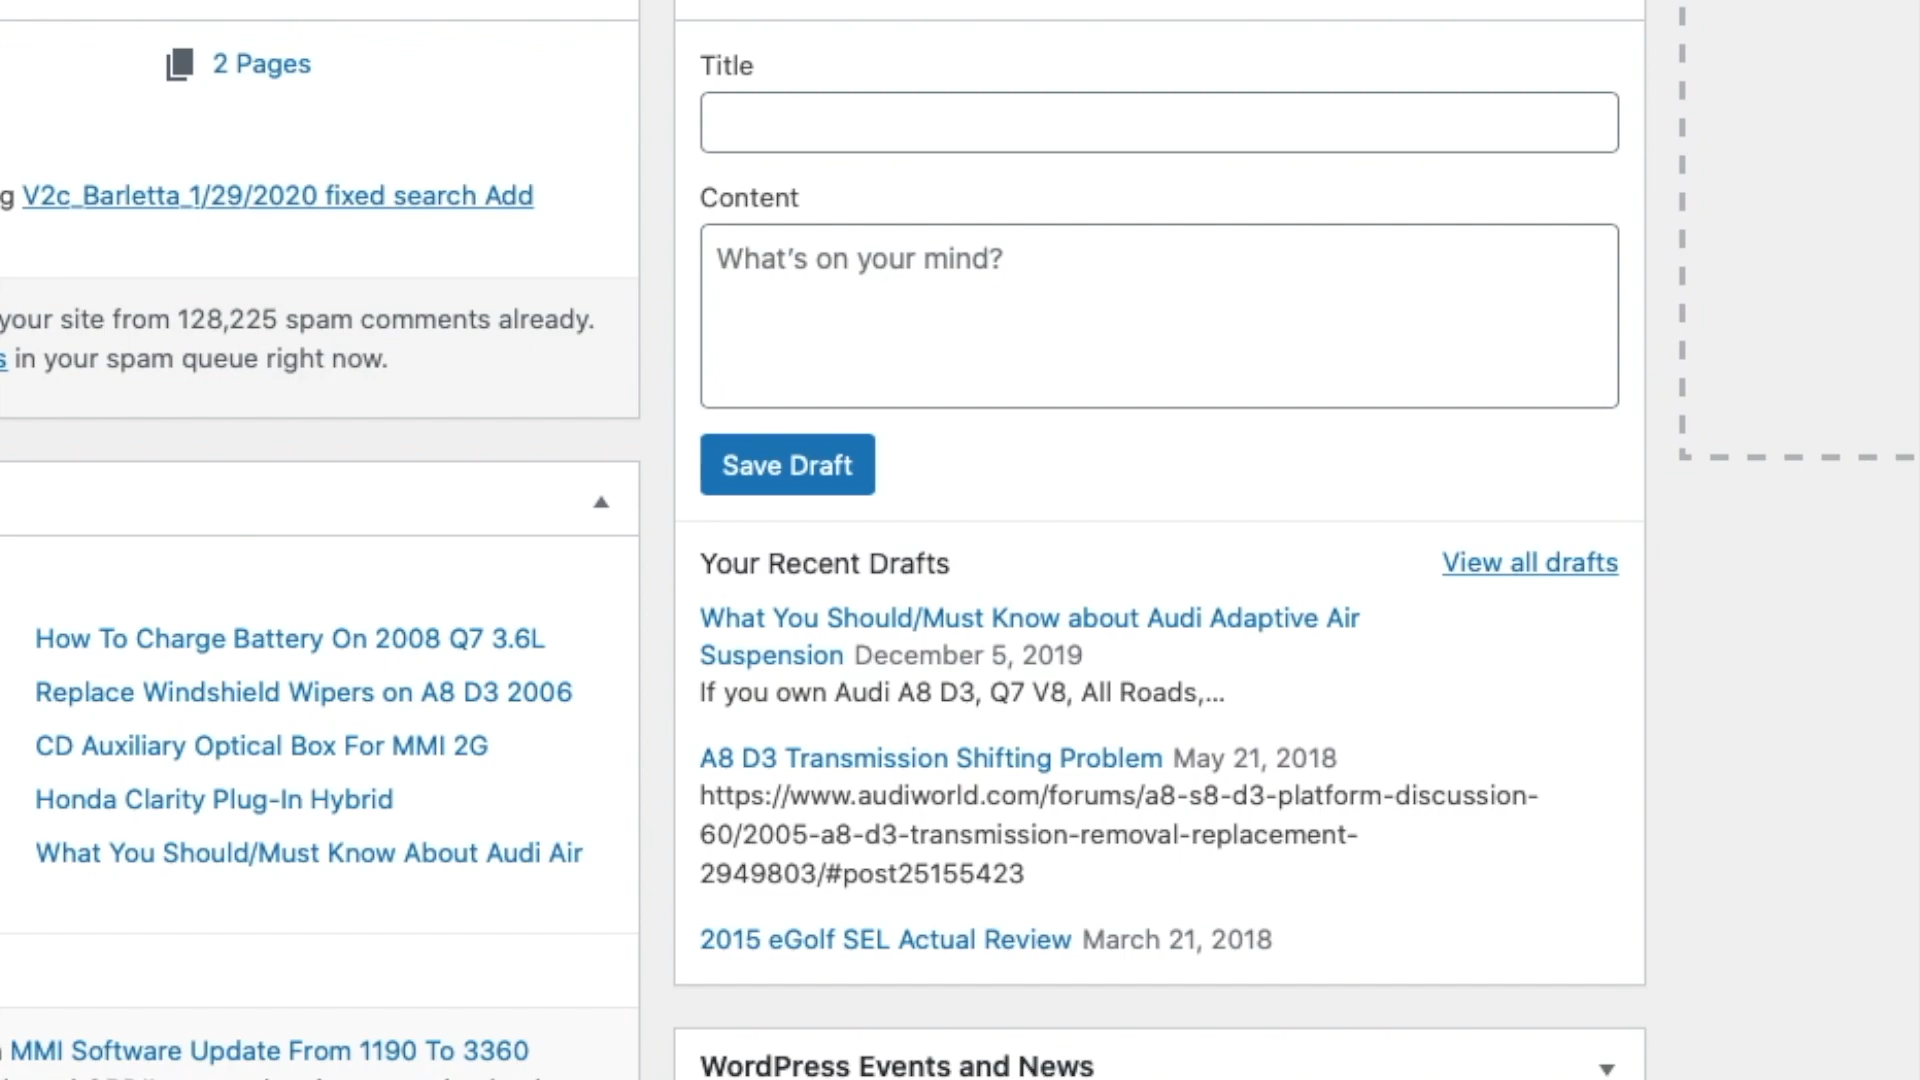 2 Pages
g V2c_Barletta_1/29/2020 fixed search Add
your site from 128,225 spam comments already.
s in your spam queue right now.
How To Charge Battery On 2008 Q7 3.6L
Replace Windshield Wipers on A8 D3 2006
CD Auxiliary Optical Box For MMI 2G
Honda Clarity Plug-In Hybrid
What You Should/Must Know About Audi Air
MMI Software Update From 1190 To 3360
Title
Content
What's on your mind?
Save Draft
Your Recent Drafts
View all drafts
What You Should/Must Know about Audi Adaptive Air
Suspension December 5, 2019
If you own Audi A8 D3, Q7 V8, All Roads,...
A8 D3 Transmission Shifting Problem May 21, 2018
https://www.audiworld.com/forums/a8-s8-d3-platform-discussion-
60/2005-a8-d3-transmission-removal-replacement-
2949803/#post25155423
2015 eGolf SEL Actual Review March 21, 2018
WordPress Events and News